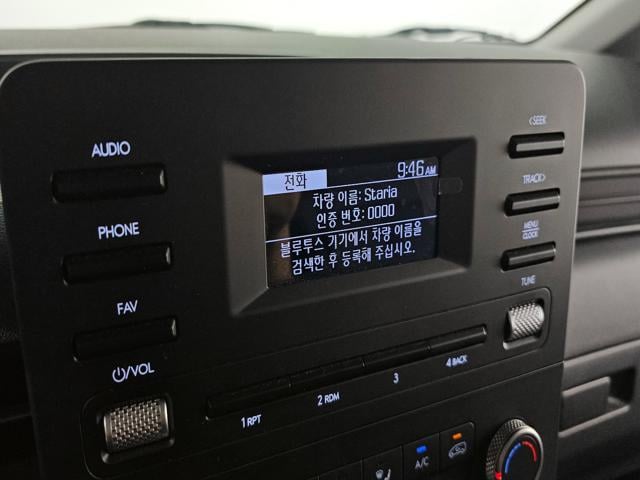 AUDIO
PHONE
FAV
⏻/VOL
전화 9:46 AM
차량 이름: Staria
인증 번호: 0000
블루투스 기기에서 차량 이름을
검색한 후 등록해 주십시오.
<SEEK
TRACK>
MENU
CLOCK
TUNE
1 RPT 2 RDM 3 4 BACK
A/C